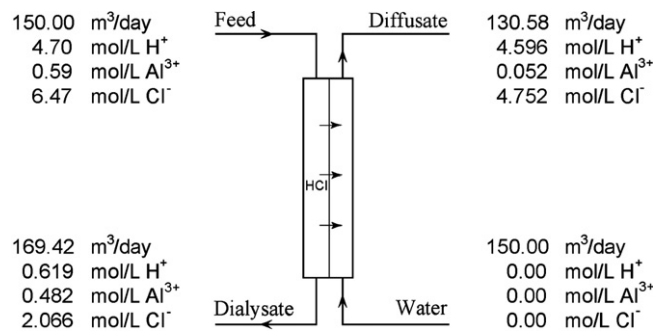 Feed
Diffusate
150.00 m³/day
4.70 mol/L H⁺
0.59 mol/L Al³⁺
6.47 mol/L Cl⁻
130.58 m³/day
4.596 mol/L H⁺
0.052 mol/L Al³⁺
4.752 mol/L Cl⁻
HCl
169.42 m³/day
0.619 mol/L H⁺
0.482 mol/L Al³⁺
2.066 mol/L Cl⁻
150.00 m³/day
0.00 mol/L H⁺
0.00 mol/L Al³⁺
0.00 mol/L Cl⁻
Dialysate
Water